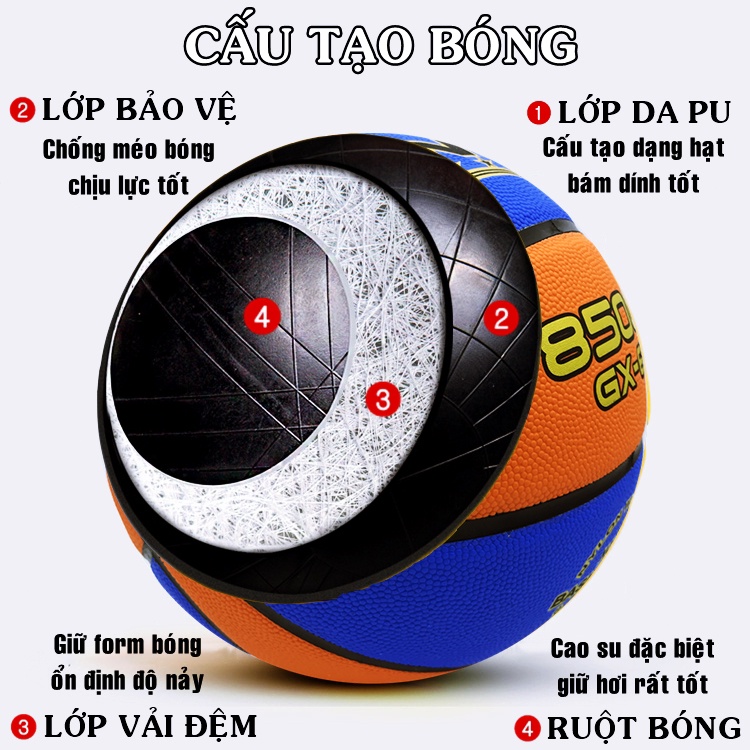 CẤU TẠO BÓNG
2 LỚP BẢO VỆ
Chống méo bóng
chịu lực tốt
1 LỚP DA PU
Cấu tạo dạng hạt
bám dính tốt
4
2
3
850
GX-
Giữ form bóng
ổn định độ nảy
3 LỚP VẢI ĐỆM
Cao su đặc biệt
giữ hơi rất tốt
4 RUỘT BÓNG